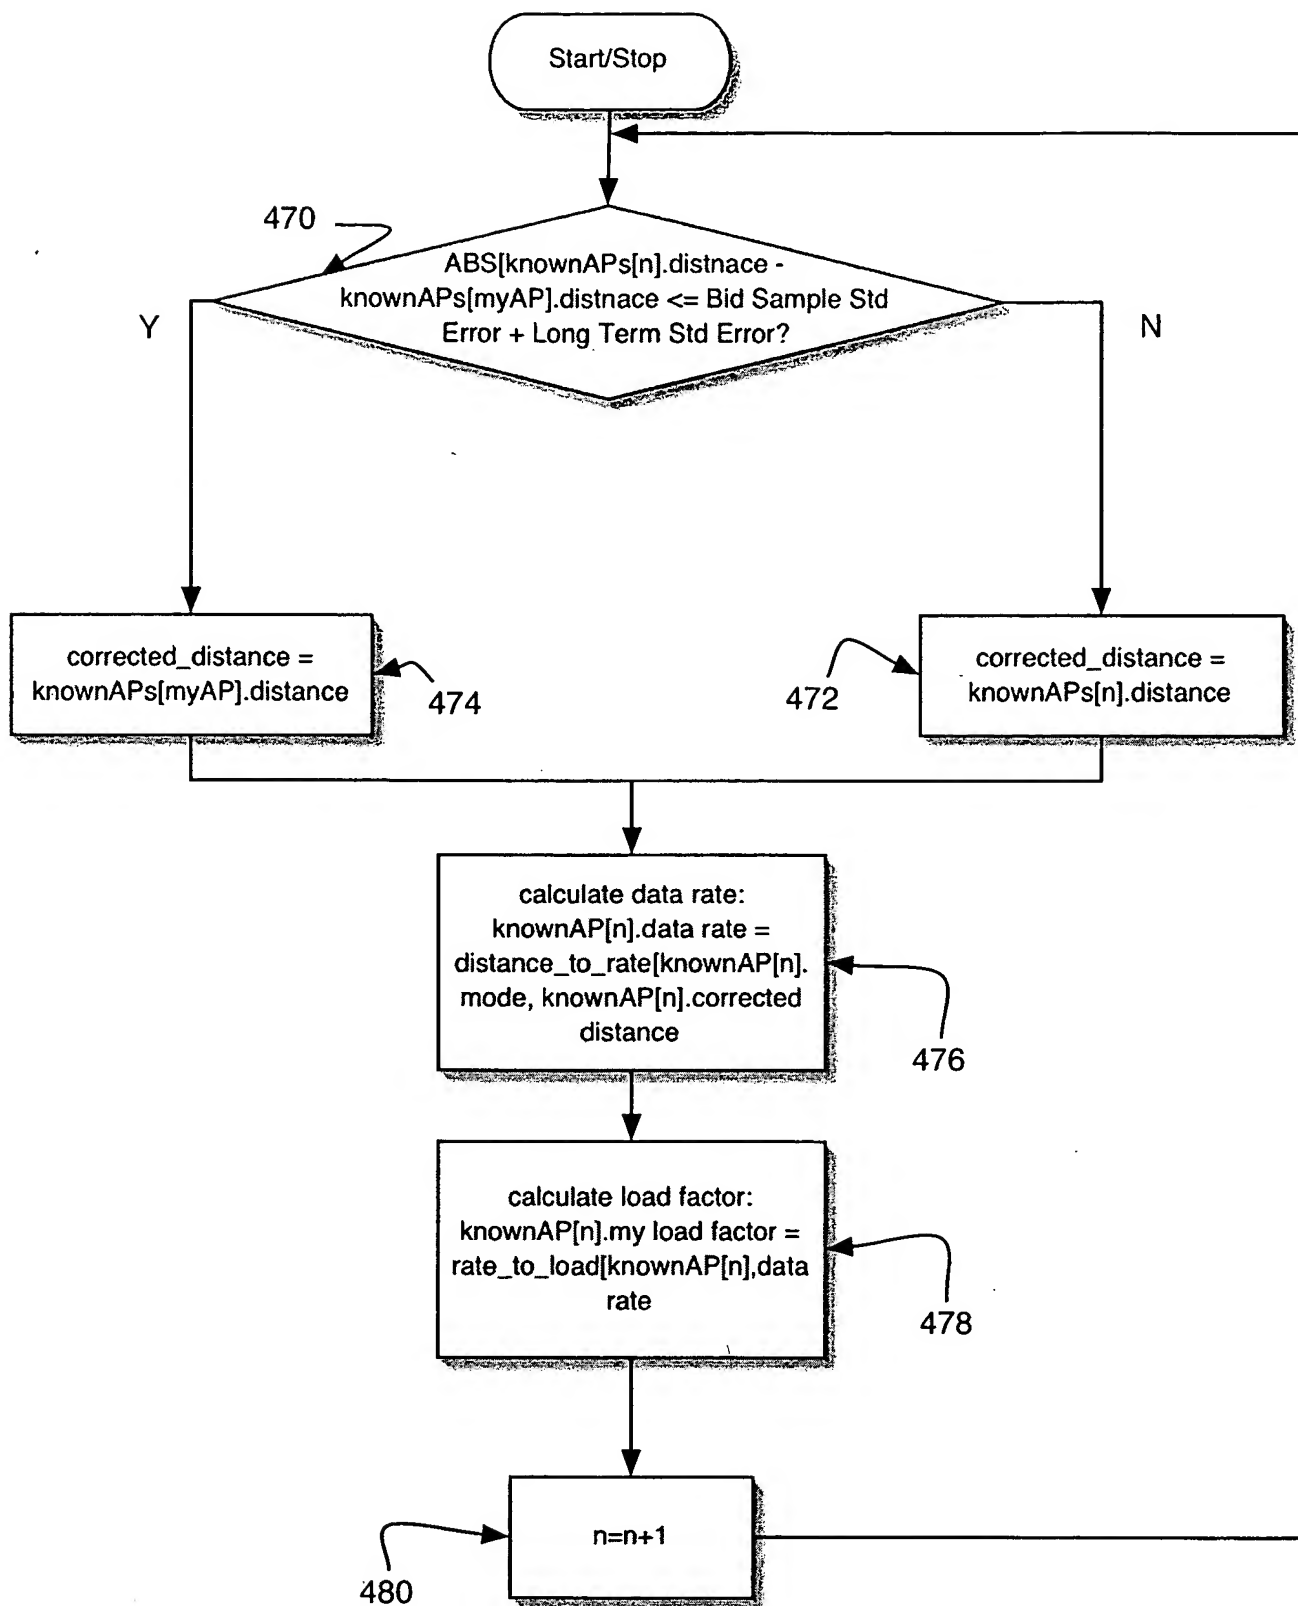 Start/Stop
470
ABS[knownAPs[n].distnace -
knownAPs[myAP].distnace <= Bid Sample Std
Error + Long Term Std Error?
Y
N
corrected_distance =
knownAPs[myAP].distance
474
472
corrected_distance =
knownAPs[n].distance
calculate data rate:
knownAP[n].data rate =
distance_to_rate[knownAP[n].
mode, knownAP[n].corrected
distance
476
calculate load factor:
knownAP[n].my load factor =
rate_to_load[knownAP[n],data
rate
478
n=n+1
480